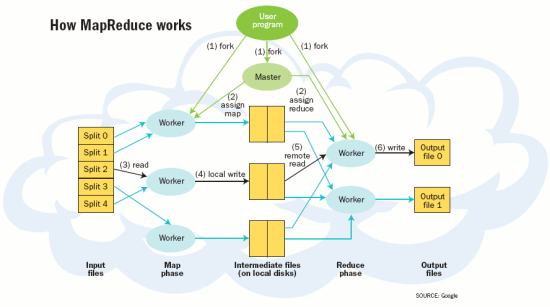 How MapReduce works
User
program
(1) fork
(1) fork
(1) fork
Master
(2)
assign
map
(2)
assign
reduce
Worker
Split 0
Split 1
Split 2
Split 3
Split 4
(3) read
Worker
(4) local write
(5)
remote
read
Worker
(6) write
Output
file 0
Worker
Output
file 1
Worker
Input
files
Map
phase
Intermediate files
(on local disks)
Reduce
phase
Output
files
SOURCE: Google